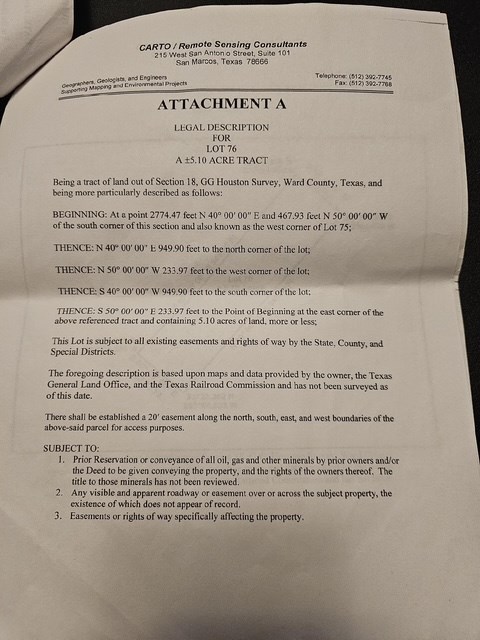 CARTO / Remote Sensing Consultants
215 West San Antonio Street, Suite 101
San Marcos, Texas 78666
Geographers, Geologists, and Engineers
Supporting Mapping and Environmental Projects
Telephone: (512) 392-7745
Fax: (512) 392-7768
ATTACHMENT A
LEGAL DESCRIPTION
FOR
LOT 76
A ±5.10 ACRE TRACT
Being a tract of land out of Section 18, GG Houston Survey, Ward County, Texas, and
being more particularly described as follows:
BEGINNING: At a point 2774.47 feet N 40° 00' 00" E and 467.93 feet N 50° 00' 00" W
of the south corner of this section and also known as the west corner of Lot 75;
THENCE: N 40° 00' 00" E 949.90 feet to the north corner of the lot;
THENCE: N 50° 00' 00" W 233.97 feet to the west corner of the lot;
THENCE: S 40° 00' 00" W 949.90 feet to the south corner of the lot;
THENCE: S 50° 00' 00" E 233.97 feet to the Point of Beginning at the east corner of the
above referenced tract and containing 5.10 acres of land, more or less;
This Lot is subject to all existing easements and rights of way by the State, County, and
Special Districts.
The foregoing description is based upon maps and data provided by the owner, the Texas
General Land Office, and the Texas Railroad Commission and has not been surveyed as
of this date.
There shall be established a 20' easement along the north, south, east, and west boundaries of the
above-said parcel for access purposes.
SUBJECT TO:
1. Prior Reservation or conveyance of all oil, gas and other minerals by prior owners and/or
the Deed to be given conveying the property, and the rights of the owners thereof. The
title to those minerals has not been reviewed.
2. Any visible and apparent roadway or easement over or across the subject property, the
existence of which does not appear of record.
3. Easements or rights of way specifically affecting the property.